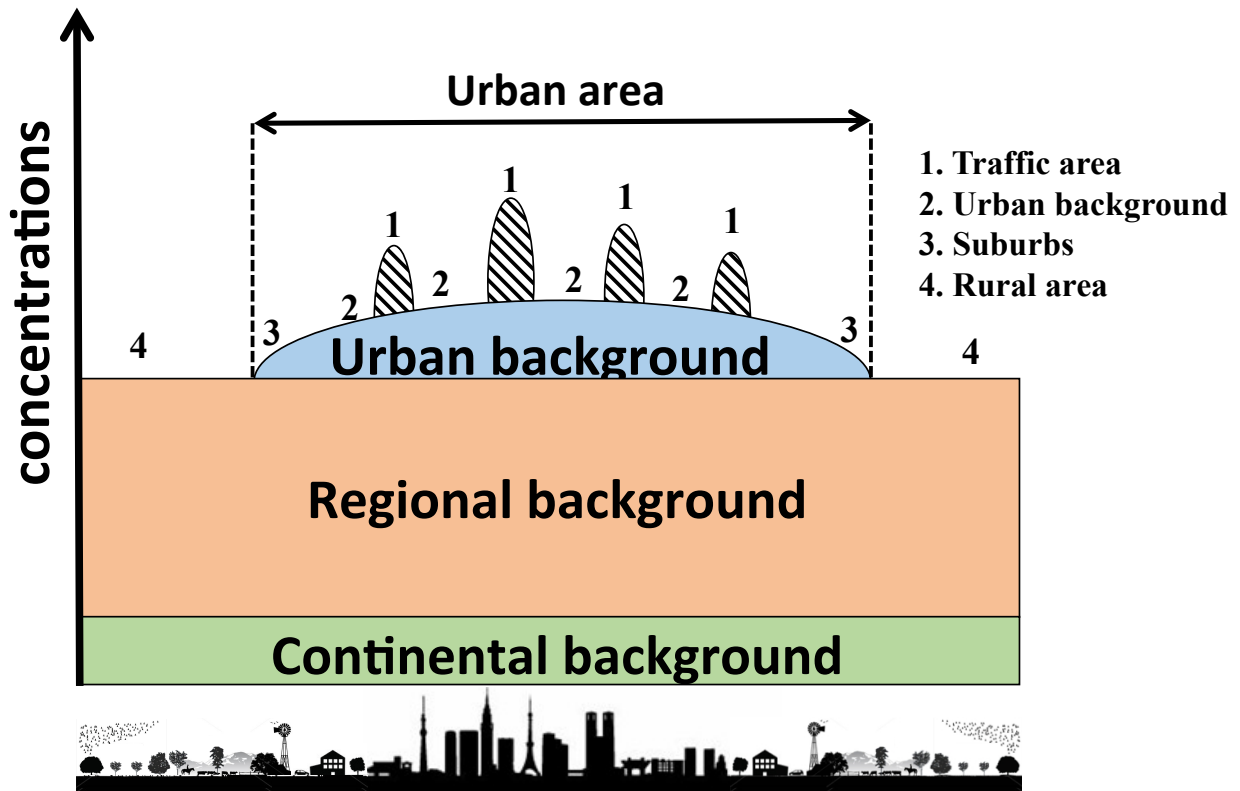 Urban area
concentrations
1. Traffic area
2. Urban background
3. Suburbs
4. Rural area
1
1
1
1
2
2
2
2
3
3
4
4
Urban background
Regional background
Continental background